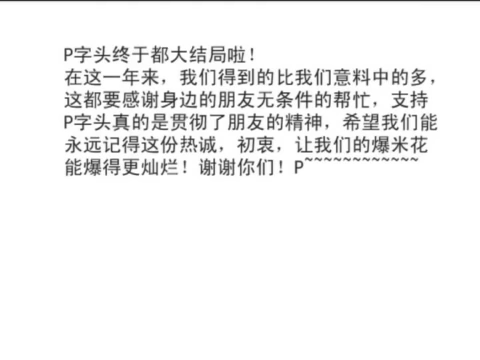 P字头终于都大结局啦！
在这一年来，我们得到的比我们意料中的多，
这都要感谢身边的朋友无条件的帮忙，支持
P字头真的是贯彻了朋友的精神，希望我们能
永远记得这份热诚，初衷，让我们的爆米花
能爆得更灿烂！谢谢你们！P~~~~~~~~~~~~